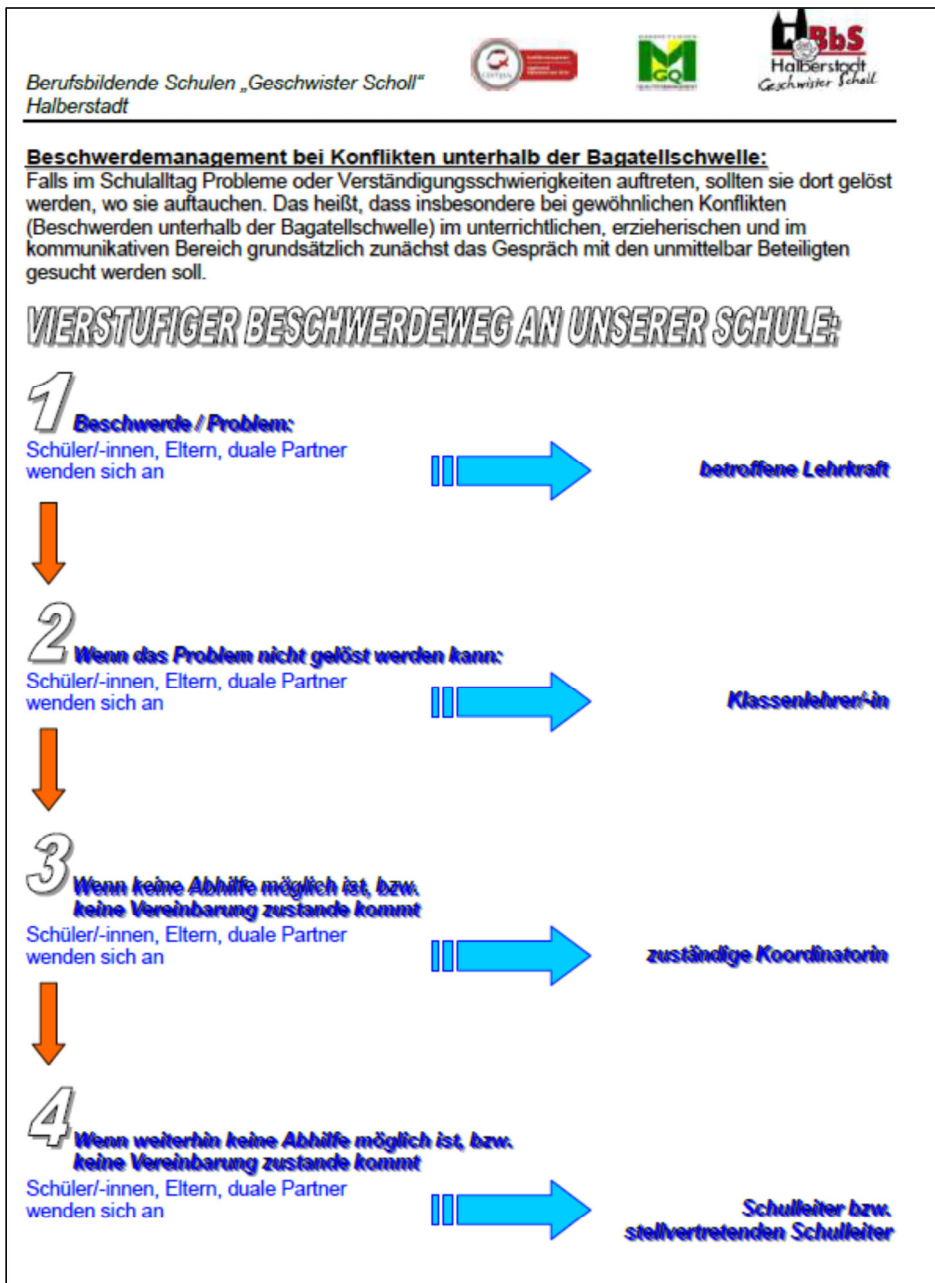 Berufsbildende Schulen „Geschwister Scholl“
Halberstadt
GQ
BbS
Halberstadt
Geschwister Scholl
Beschwerdemanagement bei Konflikten unterhalb der Bagatellschwelle:
Falls im Schulalltag Probleme oder Verständigungsschwierigkeiten auftreten, sollten sie dort gelöst
werden, wo sie auftauchen. Das heißt, dass insbesondere bei gewöhnlichen Konflikten
(Beschwerden unterhalb der Bagatellschwelle) im unterrichtlichen, erzieherischen und im
kommunikativen Bereich grundsätzlich zunächst das Gespräch mit den unmittelbar Beteiligten
gesucht werden soll.
VIERSTUFIGER BESCHWERDEWEG AN UNSERER SCHULE:
1 Beschwerde / Problem:
Schüler/-innen, Eltern, duale Partner
wenden sich an
betroffene Lehrkraft
2 Wenn das Problem nicht gelöst werden kann:
Schüler/-innen, Eltern, duale Partner
wenden sich an
Klassenlehrer/-in
3 Wenn keine Abhilfe möglich ist, bzw.
keine Vereinbarung zustande kommt
Schüler/-innen, Eltern, duale Partner
wenden sich an
zuständige Koordinatorin
4 Wenn weiterhin keine Abhilfe möglich ist, bzw.
keine Vereinbarung zustande kommt
Schüler/-innen, Eltern, duale Partner
wenden sich an
Schulleiter bzw.
stellvertretenden Schulleiter